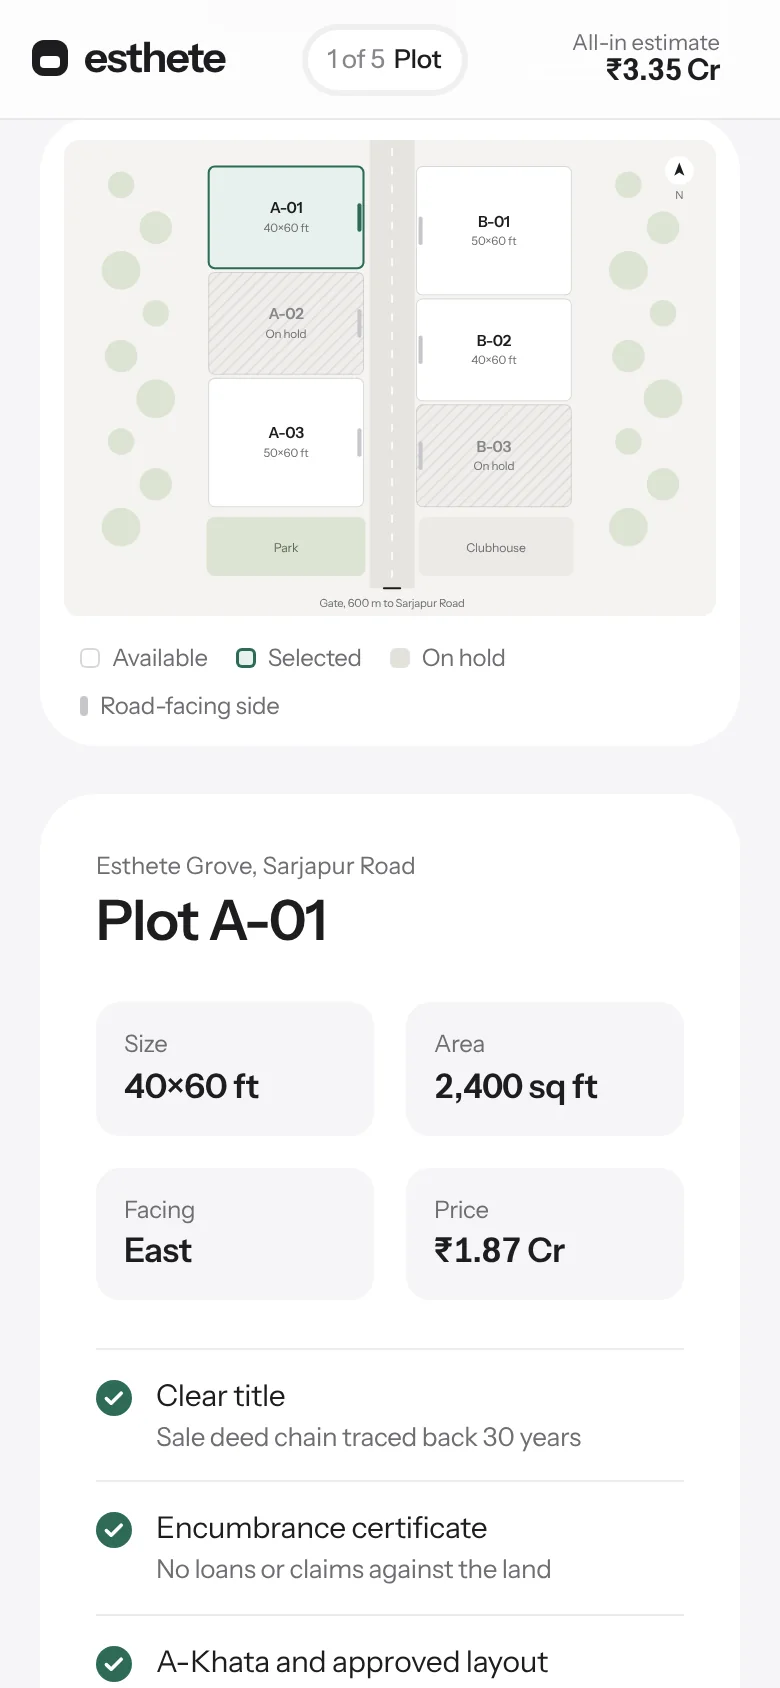 esthete
1 of 5 Plot
All-in estimate
₹3.35 Cr
N
A-01
40×60 ft
B-01
50×60 ft
A-02
On hold
B-02
40×60 ft
A-03
50×60 ft
B-03
On hold
Park
Clubhouse
Gate, 600 m to Sarjapur Road
Available
Selected
On hold
Road-facing side
Esthete Grove, Sarjapur Road
Plot A-01
Size
40×60 ft
Area
2,400 sq ft
Facing
East
Price
₹1.87 Cr
Clear title
Sale deed chain traced back 30 years
Encumbrance certificate
No loans or claims against the land
A-Khata and approved layout